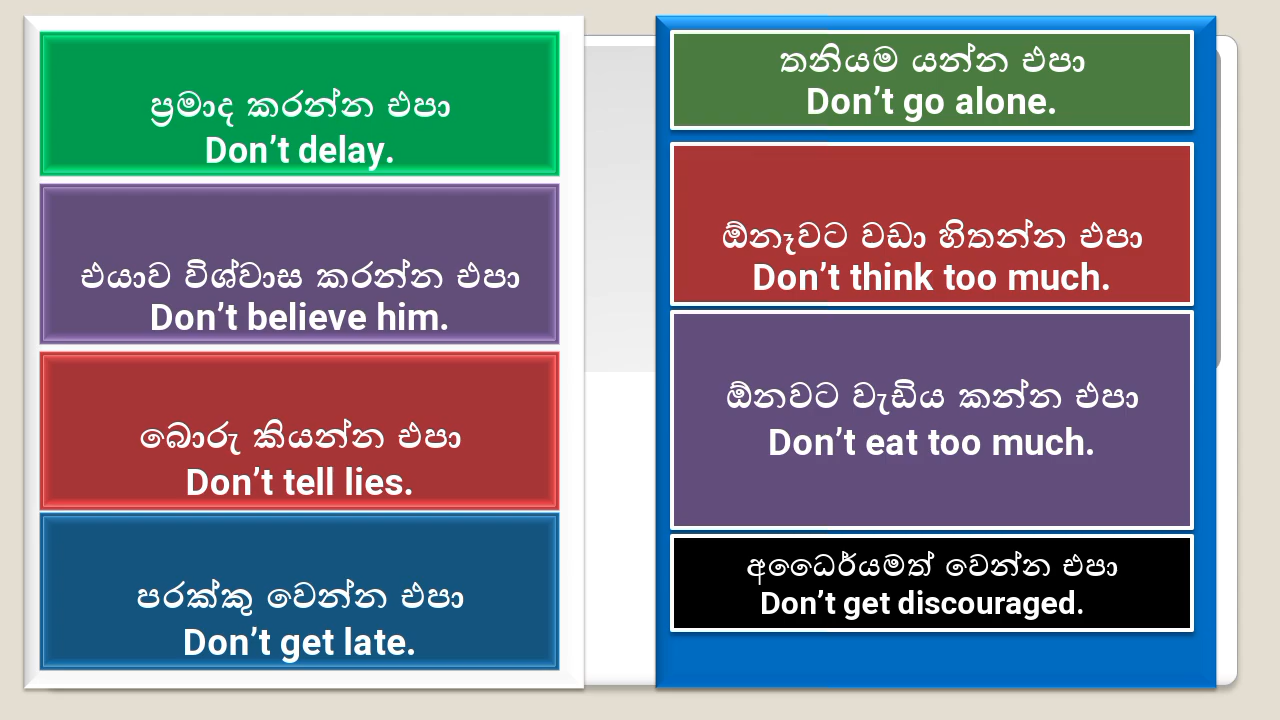 ප්‍රමාද කරන්න එපා
Don’t delay.
එයාව විශ්වාස කරන්න එපා
Don’t believe him.
බොරු කියන්න එපා
Don’t tell lies.
පරක්කු වෙන්න එපා
Don’t get late.
තනියම යන්න එපා
Don’t go alone.
ඕනෑවට වඩා හිතන්න එපා
Don’t think too much.
ඕනවට වැඩිය කන්න එපා
Don’t eat too much.
අධෛර්යමත් වෙන්න එපා
Don’t get discouraged.